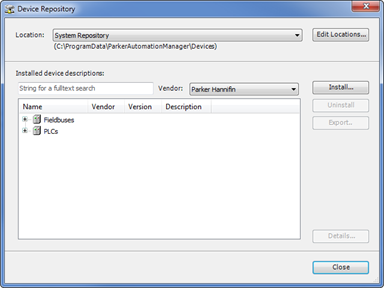 Device Repository
Location: System Repository Edit Locations...
(C:\ProgramData\ParkerAutomationManager\Devices)
Installed device descriptions:
String for a fulltext search Vendor: Parker Hannifin Install...
Name Vendor Version Description Uninstall
Fieldbuses Export...
PLCs
Details...
Close